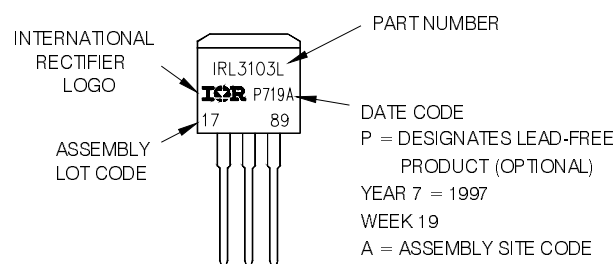 PART NUMBER
INTERNATIONAL
RECTIFIER
LOGO
IRL3103L
IOR P719A
17 89
ASSEMBLY
LOT CODE
DATE CODE
P = DESIGNATES LEAD-FREE
PRODUCT (OPTIONAL)
YEAR 7 = 1997
WEEK 19
A = ASSEMBLY SITE CODE